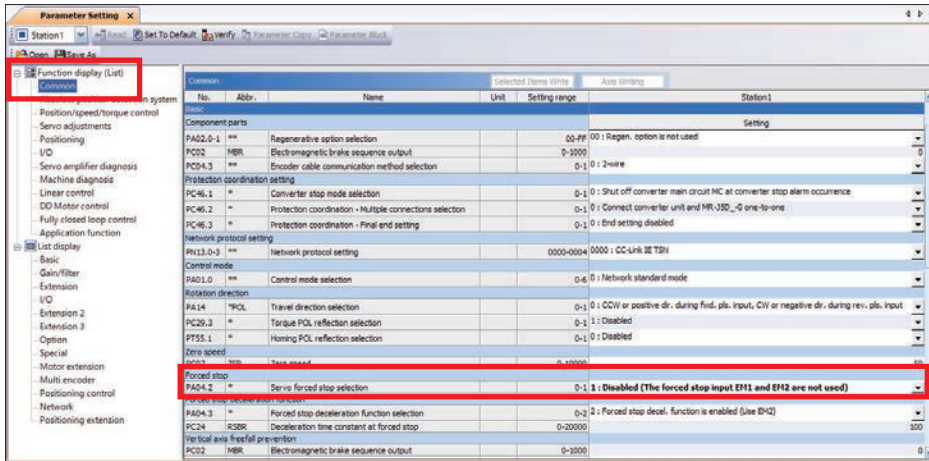 Parameter Setting X
Station1 Read Set To Default Verify Parameter Copy Parameter Block
Open Save As
Function display (List)
Common
system
Position/speed/torque control
Servo adjustments
Positioning
I/O
Servo amplifier diagnosis
Machine diagnosis
Linear control
DD Motor control
Fully closed loop control
Application function
List display
Basic
Gain/filter
Extension
I/O
Extension 2
Extension 3
Option
Special
Motor extension
Multi encoder
Positioning control
Network
Positioning extension
Common Selected Items Write Axis Writing
No. Abbr. Name Unit Setting range Station1
Basic
Component parts Setting
PA02.0-1 ** Regenerative option selection 00-FF 00 : Regen. option is not used
PC02 MBR Electromagnetic brake sequence output 0-1000 0
PC04.3 ** Encoder cable communication method selection 0-1 0 : 2-wire
Protection coordination setting
PC46.1 * Converter stop mode selection 0-1 0 : Shut off converter main circuit MC at converter stop alarm occurrence
PC46.2 * Protection coordination - Multiple connections selection 0-1 0 : Connect converter unit and MR-J5D_-G one-to-one
PC46.3 * Protection coordination - Final end setting 0-1 0 : End setting disabled
Network protocol setting
PN13.0-3 ** Network protocol setting 0000-0004 0000 : CC-Link IE TSN
Control mode
PA01.0 ** Control mode selection 0-6 0 : Network standard mode
Rotation direction
PA14 *POL Travel direction selection 0-1 0 : CCW or positive dir. during fwd. pls. input, CW or negative dir. during rev. pls. input
PC29.3 * Torque POL reflection selection 0-1 1 : Disabled
PT55.1 * Homing POL reflection selection 0-1 0 : Disabled
Zero speed
PC07 ZSP Zero speed 0-10000 50
Forced stop
PA04.2 * Servo forced stop selection 0-1 1 : Disabled (The forced stop input EM1 and EM2 are not used)
Forced stop deceleration function
PA04.3 * Forced stop deceleration function selection 0-2 2 : Forced stop decel. function is enabled (Use EM2)
PC24 RSBR Deceleration time constant at forced stop 0-20000 100
Vertical axis freefall prevention
PC02 MBR Electromagnetic brake sequence output 0-1000 0